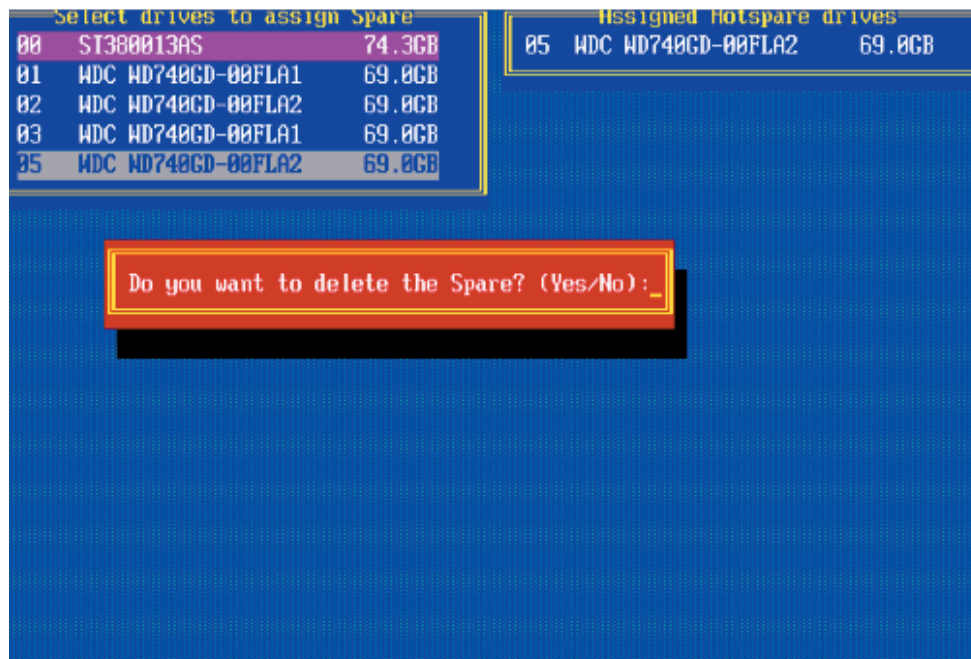 Select drives to assign Spare
00 ST380013AS 74.3GB
01 WDC WD740GD-00FLA1 69.0GB
02 WDC WD740GD-00FLA2 69.0GB
03 WDC WD740GD-00FLA1 69.0GB
05 WDC WD740GD-00FLA2 69.0GB
Assigned Hotspare drives
05 WDC WD740GD-00FLA2 69.0GB
Do you want to delete the Spare? (Yes/No):_